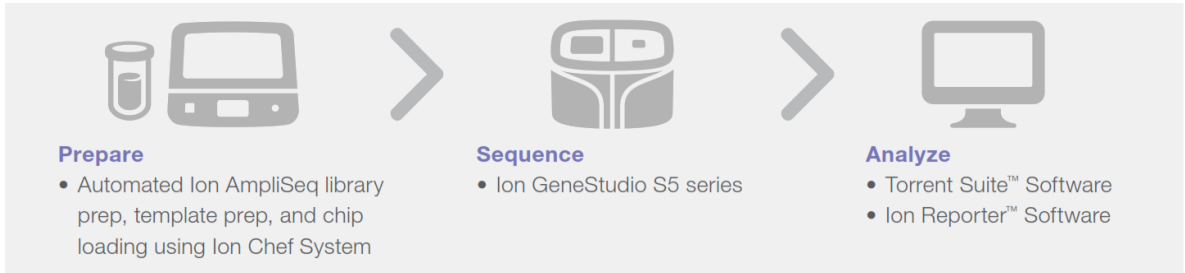 Prepare
• Automated Ion AmpliSeq library
prep, template prep, and chip
loading using Ion Chef System
Sequence
• Ion GeneStudio S5 series
Analyze
• Torrent Suite™ Software
• Ion Reporter™ Software